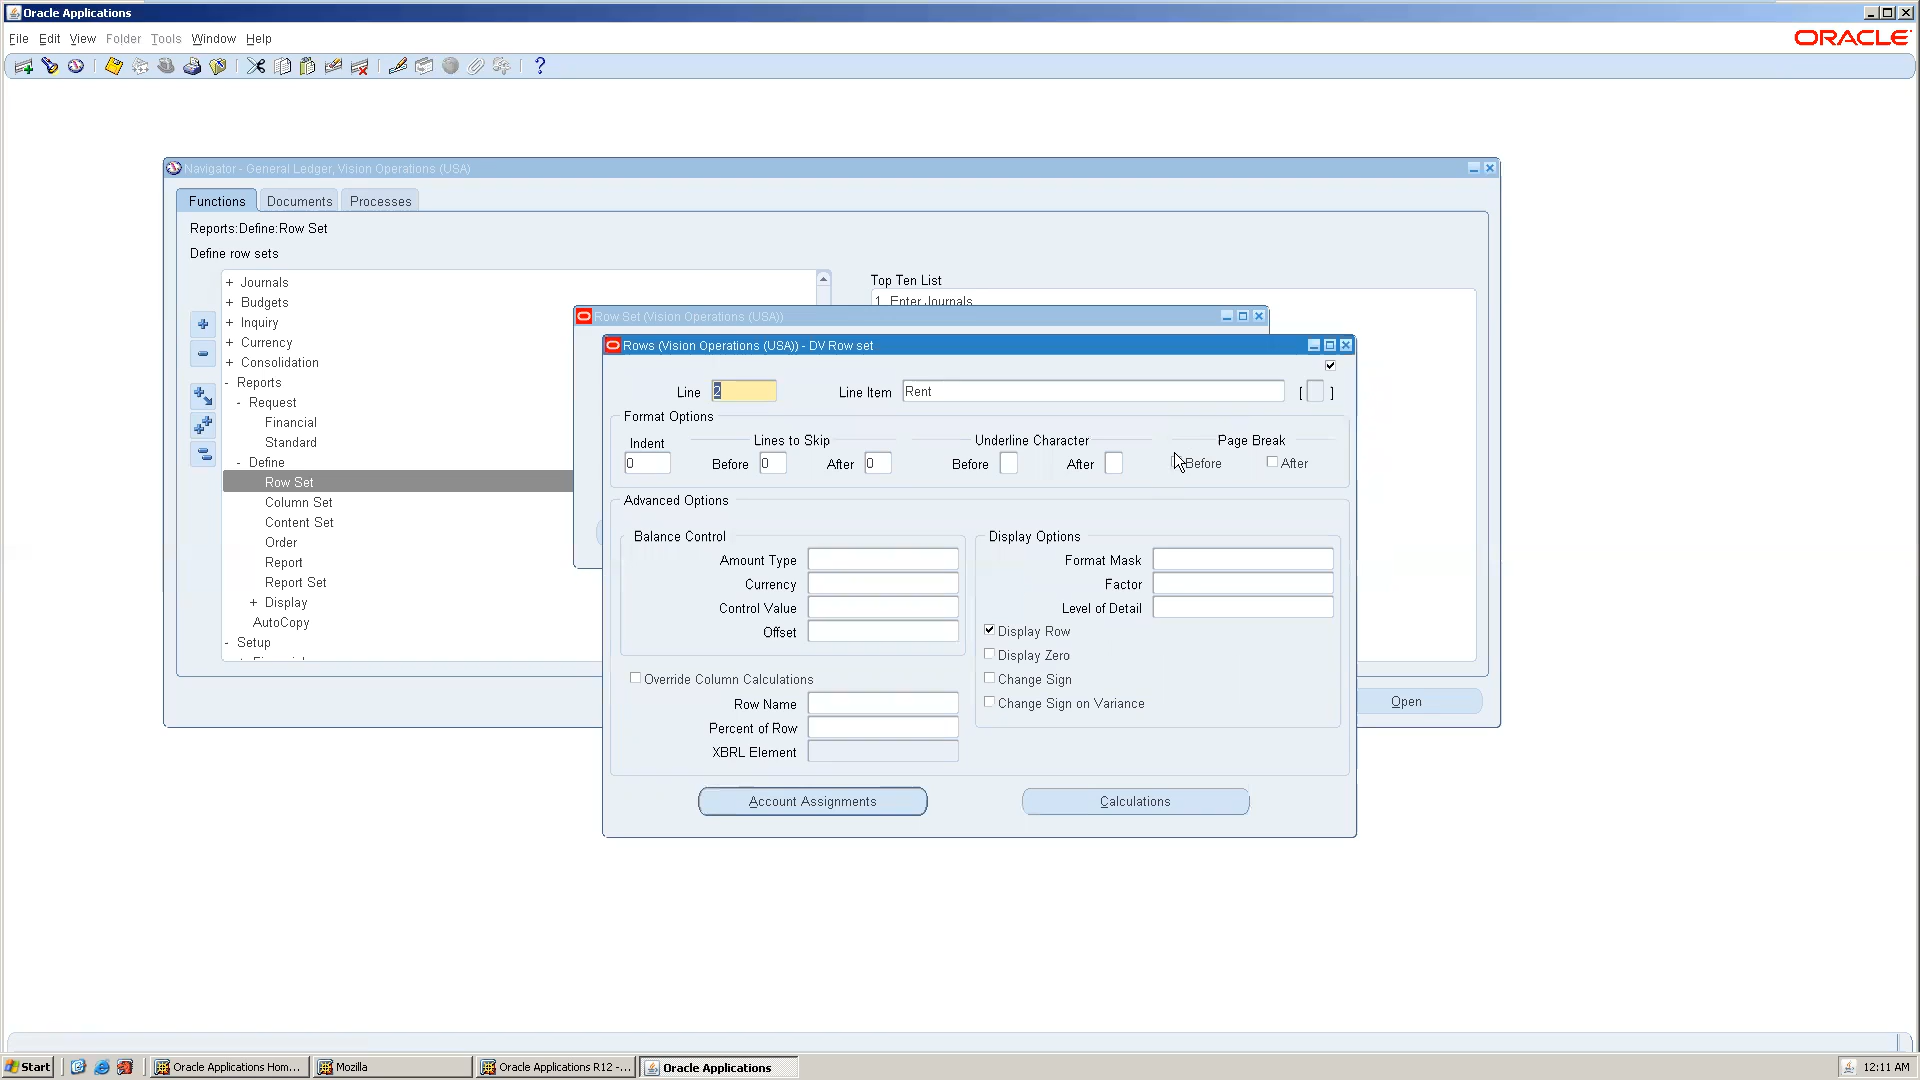 Oracle Applications
File Edit View Folder Tools Window Help
ORACLE
Navigator - General Ledger, Vision Operations (USA)
Functions Documents Processes
Reports:Define:Row Set
Define row sets
+ Journals
+ Budgets
+ Inquiry
+ Currency
+ Consolidation
- Reports
- Request
Financial
Standard
- Define
Row Set
Column Set
Content Set
Order
Report
Report Set
+ Display
AutoCopy
- Setup
Top Ten List
1. Enter Journals
Open
Row Set (Vision Operations (USA))
Rows (Vision Operations (USA)) - DV Row set
Line 2 Line Item Rent [ ]
Format Options
Indent Lines to Skip Underline Character Page Break
0 Before 0 After 0 Before After Before After
Advanced Options
Balance Control
Amount Type
Currency
Control Value
Offset
Display Options
Format Mask
Factor
Level of Detail
Display Row
Display Zero
Change Sign
Change Sign on Variance
Override Column Calculations
Row Name
Percent of Row
XBRL Element
Account Assignments Calculations
Start Oracle Applications Hom... Mozilla Oracle Applications R12 -... Oracle Applications 12:11 AM